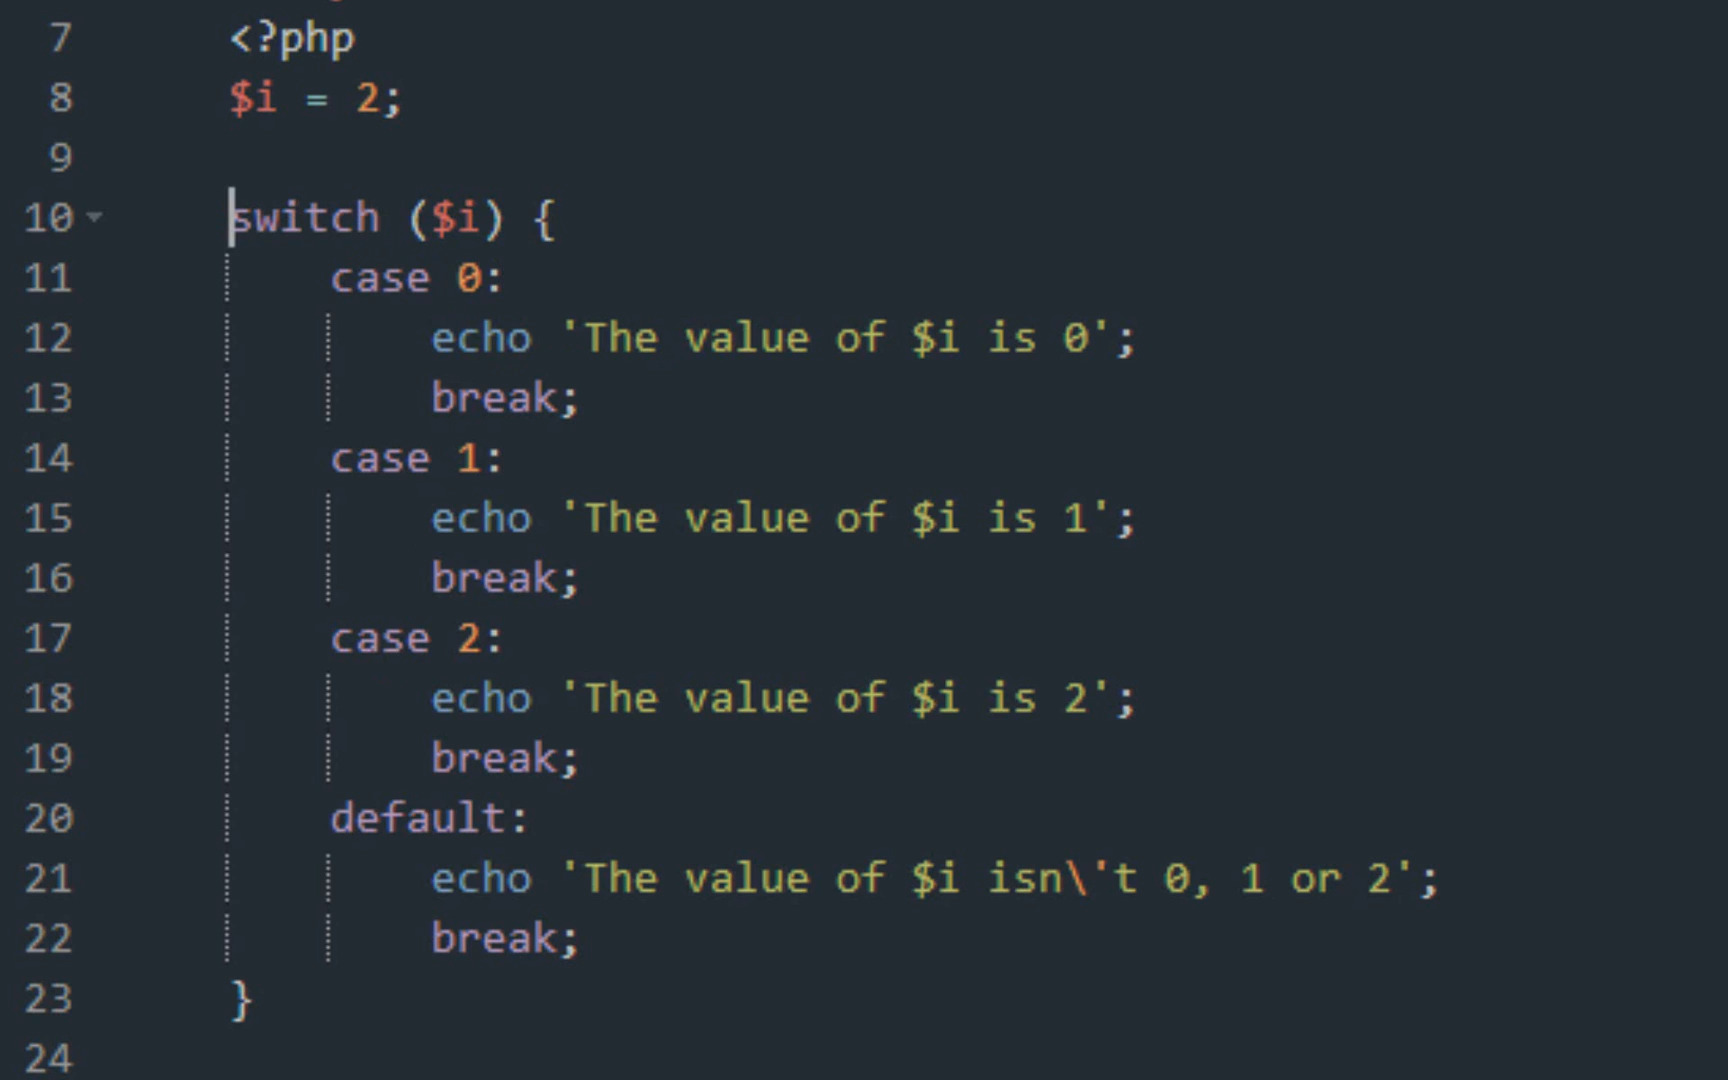 7 <?php
8 $i = 2;
9
10 switch ($i) {
11 case 0:
12 echo 'The value of $i is 0';
13 break;
14 case 1:
15 echo 'The value of $i is 1';
16 break;
17 case 2:
18 echo 'The value of $i is 2';
19 break;
20 default:
21 echo 'The value of $i isn\'t 0, 1 or 2';
22 break;
23 }
24